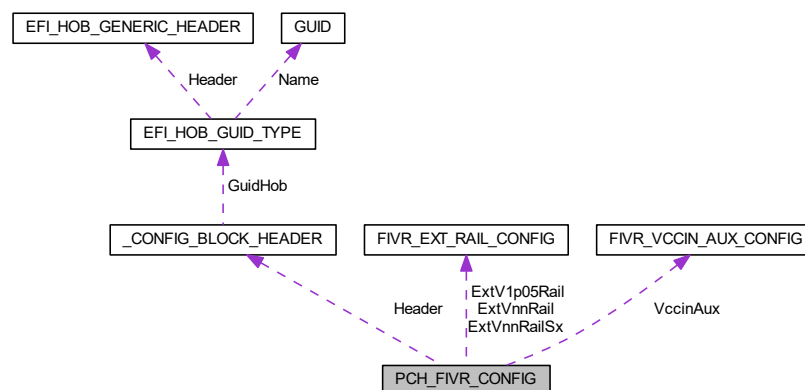 EFI_HOB_GENERIC_HEADER
GUID
Header
Name
EFI_HOB_GUID_TYPE
GuidHob
_CONFIG_BLOCK_HEADER
FIVR_EXT_RAIL_CONFIG
FIVR_VCCIN_AUX_CONFIG
Header
ExtV1p05Rail
ExtVnnRail
ExtVnnRailSx
VccinAux
PCH_FIVR_CONFIG